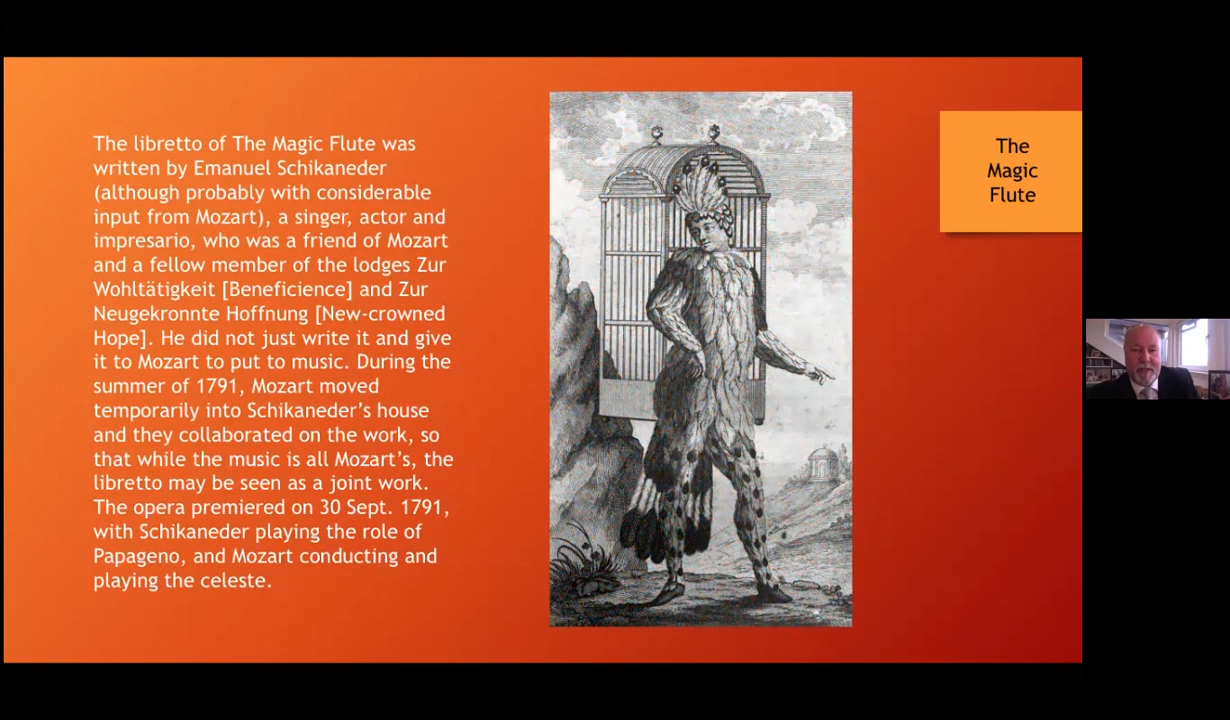 The libretto of The Magic Flute was
written by Emanuel Schikaneder
(although probably with considerable
input from Mozart), a singer, actor and
impresario, who was a friend of Mozart
and a fellow member of the lodges Zur
Wohltätigkeit [Beneficience] and Zur
Neugekronnte Hoffnung [New-crowned
Hope]. He did not just write it and give
it to Mozart to put to music. During the
summer of 1791, Mozart moved
temporarily into Schikaneder’s house
and they collaborated on the work, so
that while the music is all Mozart’s, the
libretto may be seen as a joint work.
The opera premiered on 30 Sept. 1791,
with Schikaneder playing the role of
Papageno, and Mozart conducting and
playing the celeste.
The
Magic
Flute